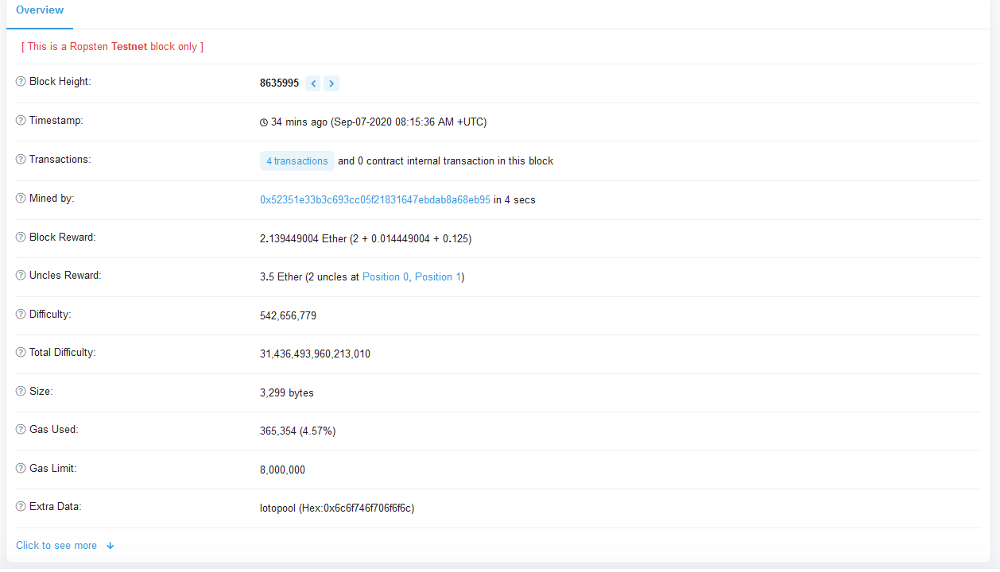 Overview
[ This is a Ropsten Testnet block only ]
Block Height: 8635995
Timestamp: 34 mins ago (Sep-07-2020 08:15:36 AM +UTC)
Transactions: 4 transactions and 0 contract internal transaction in this block
Mined by: 0x52351e33b3c693cc05f21831647ebdab8a68eb95 in 4 secs
Block Reward: 2.139449004 Ether (2 + 0.014449004 + 0.125)
Uncles Reward: 3.5 Ether (2 uncles at Position 0, Position 1)
Difficulty: 542,656,779
Total Difficulty: 31,436,493,960,213,010
Size: 3,299 bytes
Gas Used: 365,354 (4.57%)
Gas Limit: 8,000,000
Extra Data: lotopool (Hex:0x6c6f746f706f6f6c)
Click to see more